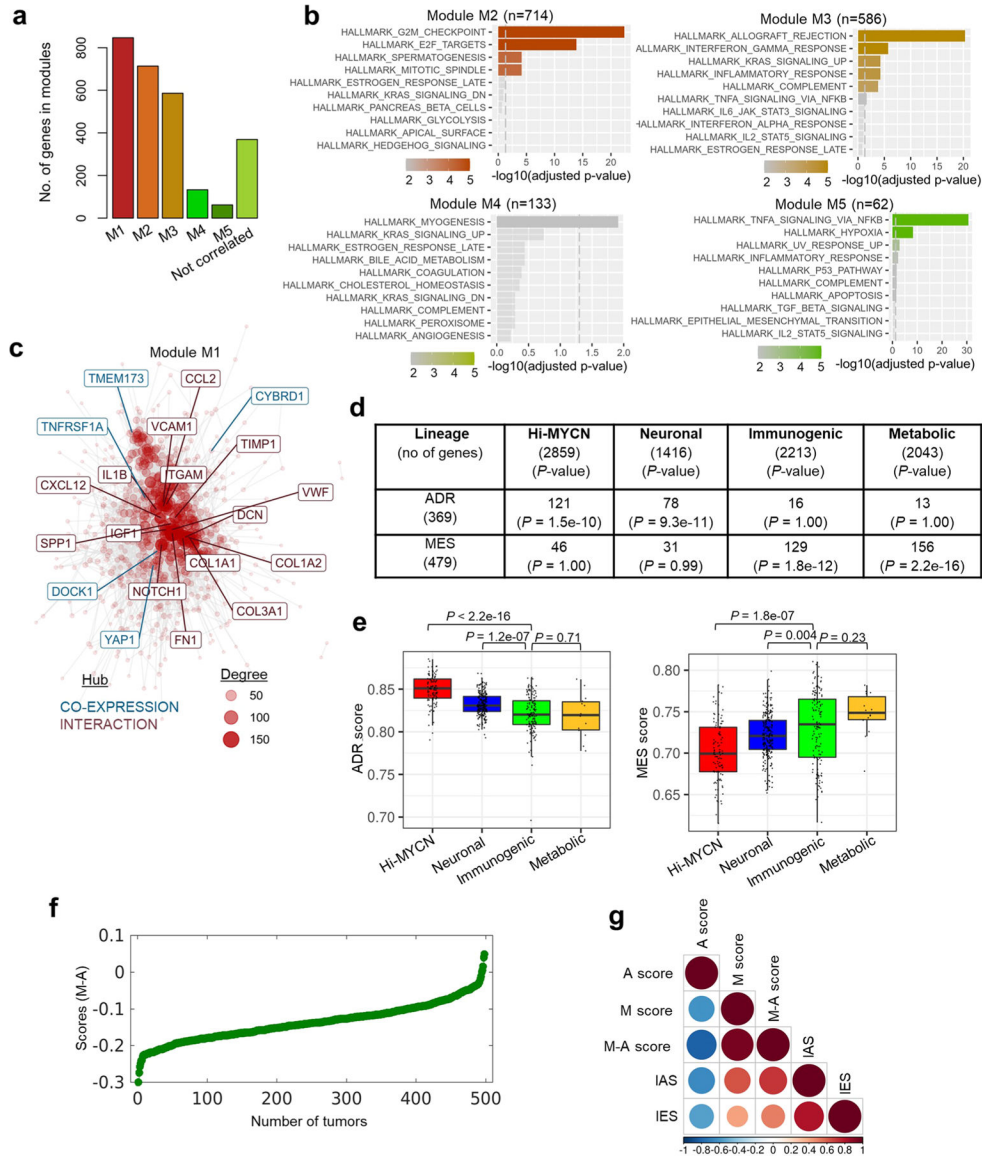 a
No. of genes in modules
800
600
400
200
0
M1
M2
M3
M4
M5
Not correlated
b
Module M2 (n=714)
HALLMARK_G2M_CHECKPOINT
HALLMARK_E2F_TARGETS
HALLMARK_SPERMATOGENESIS
HALLMARK_MITOTIC_SPINDLE
HALLMARK_ESTROGEN_RESPONSE_LATE
HALLMARK_KRAS_SIGNALING_DN
HALLMARK_PANCREAS_BETA_CELLS
HALLMARK_GLYCOLYSIS
HALLMARK_APICAL_SURFACE
HALLMARK_HEDGEHOG_SIGNALING
0 5 10 15 20
2 3 4 5
-log10(adjusted p-value)
Module M3 (n=586)
HALLMARK_ALLOGRAFT_REJECTION
ALLMARK_INTERFERON_GAMMA_RESPONSE
HALLMARK_KRAS_SIGNALING_UP
HALLMARK_INFLAMMATORY_RESPONSE
HALLMARK_COMPLEMENT
HALLMARK_TNFA_SIGNALING_VIA_NFKB
HALLMARK_IL6_JAK_STAT3_SIGNALING
HALLMARK_INTERFERON_ALPHA_RESPONSE
HALLMARK_IL2_STAT5_SIGNALING
HALLMARK_ESTROGEN_RESPONSE_LATE
0 5 10 15 20
2 3 4 5
-log10(adjusted p-value)
Module M4 (n=133)
HALLMARK_MYOGENESIS
HALLMARK_KRAS_SIGNALING_UP
HALLMARK_ESTROGEN_RESPONSE_LATE
HALLMARK_BILE_ACID_METABOLISM
HALLMARK_COAGULATION
HALLMARK_CHOLESTEROL_HOMEOSTASIS
HALLMARK_KRAS_SIGNALING_DN
HALLMARK_COMPLEMENT
HALLMARK_PEROXISOME
HALLMARK_ANGIOGENESIS
0.0 0.5 1.0 1.5 2.0
2 3 4 5
-log10(adjusted p-value)
Module M5 (n=62)
HALLMARK_TNFA_SIGNALING_VIA_NFKB
HALLMARK_HYPOXIA
HALLMARK_UV_RESPONSE_UP
HALLMARK_INFLAMMATORY_RESPONSE
HALLMARK_P53_PATHWAY
HALLMARK_COMPLEMENT
HALLMARK_APOPTOSIS
HALLMARK_TGF_BETA_SIGNALING
HALLMARK_EPITHELIAL_MESENCHYMAL_TRANSITION
HALLMARK_IL2_STAT5_SIGNALING
0 10 20 30
2 3 4 5
-log10(adjusted p-value)
c
Module M1
TMEM173
CCL2
CYBRD1
TNFRSF1A
VCAM1
TIMP1
IL1B
ITGAM
CXCL12
VWF
DCN
IGF1
SPP1
COL1A1
COL1A2
DOCK1
NOTCH1
COL3A1
YAP1
FN1
Hub
CO-EXPRESSION
INTERACTION
Degree
50
100
150
d
Lineage Hi-MYCN Neuronal Immunogenic Metabolic
(no of genes) (2859) (1416) (2213) (2043)
(P-value) (P-value) (P-value) (P-value)
ADR 121 78 16 13
(369) (P = 1.5e-10) (P = 9.3e-11) (P = 1.00) (P = 1.00)
MES 46 31 129 156
(479) (P = 1.00) (P = 0.99) (P = 1.8e-12) (P = 2.2e-16)
e
P < 2.2e-16
P = 1.2e-07 P = 0.71
ADR score
0.85
0.80
0.75
0.70
Hi-MYCN
Neuronal
Immunogenic
Metabolic
P = 1.8e-07
P = 0.004 P = 0.23
MES score
0.80
0.75
0.70
0.65
Hi-MYCN
Neuronal
Immunogenic
Metabolic
f
Scores (M-A)
0.1
0
-0.1
-0.2
-0.3
0 100 200 300 400 500
Number of tumors
g
A score
M score
M-A score
IAS
IES
A score
M score
M-A score
IAS
IES
-1 -0.8 -0.6 -0.4 -0.2 0 0.2 0.4 0.6 0.8 1